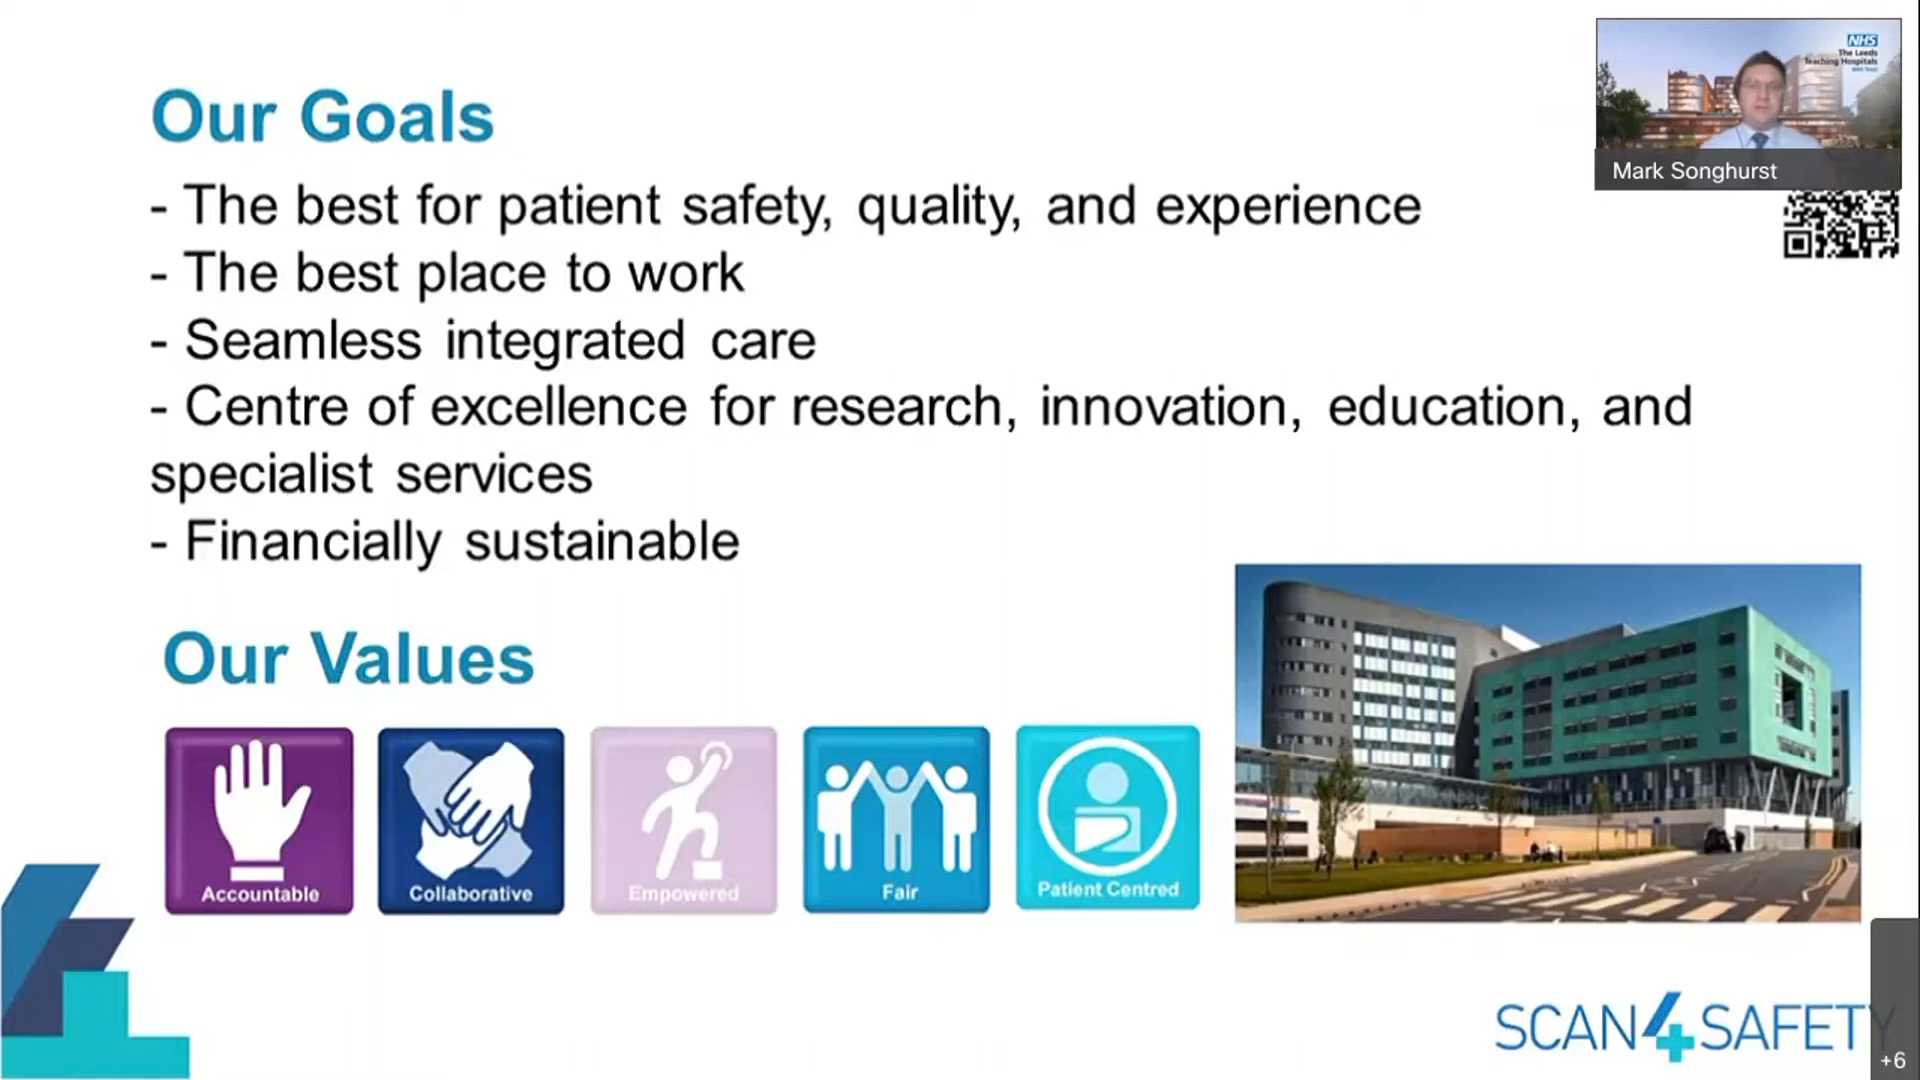 NHS
The Leeds
Teaching Hospitals
NHS Trust
Mark Songhurst
Our Goals
- The best for patient safety, quality, and experience
- The best place to work
- Seamless integrated care
- Centre of excellence for research, innovation, education, and
specialist services
- Financially sustainable
Our Values
Accountable
Collaborative
Empowered
Fair
Patient Centred
SCAN4SAFETY
+6